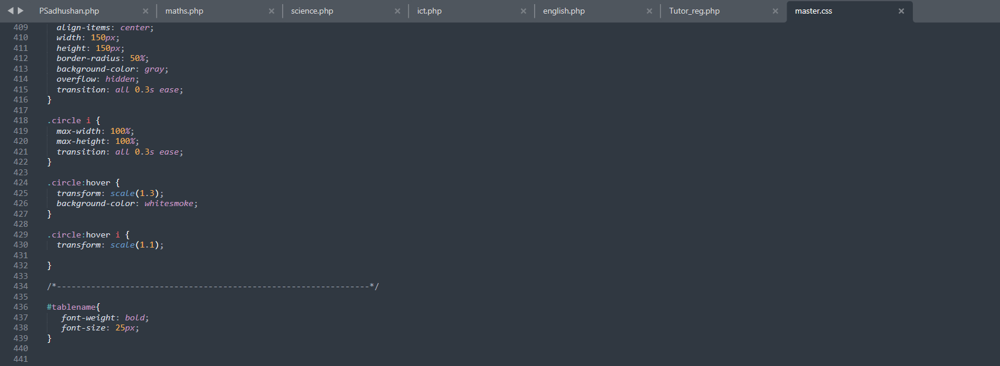 PSadhushan.php maths.php science.php ict.php english.php Tutor_reg.php master.css
409 align-items: center;
410 width: 150px;
411 height: 150px;
412 border-radius: 50%;
413 background-color: gray;
414 overflow: hidden;
415 transition: all 0.3s ease;
416 }
417
418 .circle i {
419 max-width: 100%;
420 max-height: 100%;
421 transition: all 0.3s ease;
422 }
423
424 .circle:hover {
425 transform: scale(1.3);
426 background-color: whitesmoke;
427 }
428
429 .circle:hover i {
430 transform: scale(1.1);
431
432 }
433
434 /*----------------------------------------------------------------*/
435
436 #tablename{
437 font-weight: bold;
438 font-size: 25px;
439 }
440
441